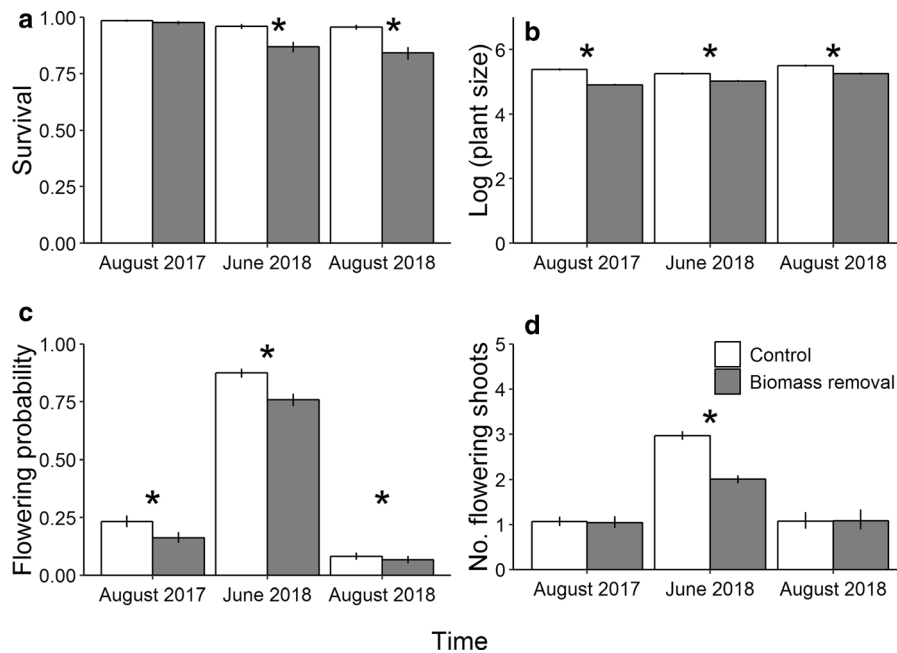 a
Survival
1.00
0.75
0.50
0.25
0.00
August 2017 June 2018 August 2018
*
*
b
Log (plant size)
6
4
2
0
August 2017 June 2018 August 2018
*
*
*
c
Flowering probability
1.00
0.75
0.50
0.25
0.00
August 2017 June 2018 August 2018
*
*
*
d
No. flowering shoots
5
4
3
2
1
0
August 2017 June 2018 August 2018
*
Control
Biomass removal
Time